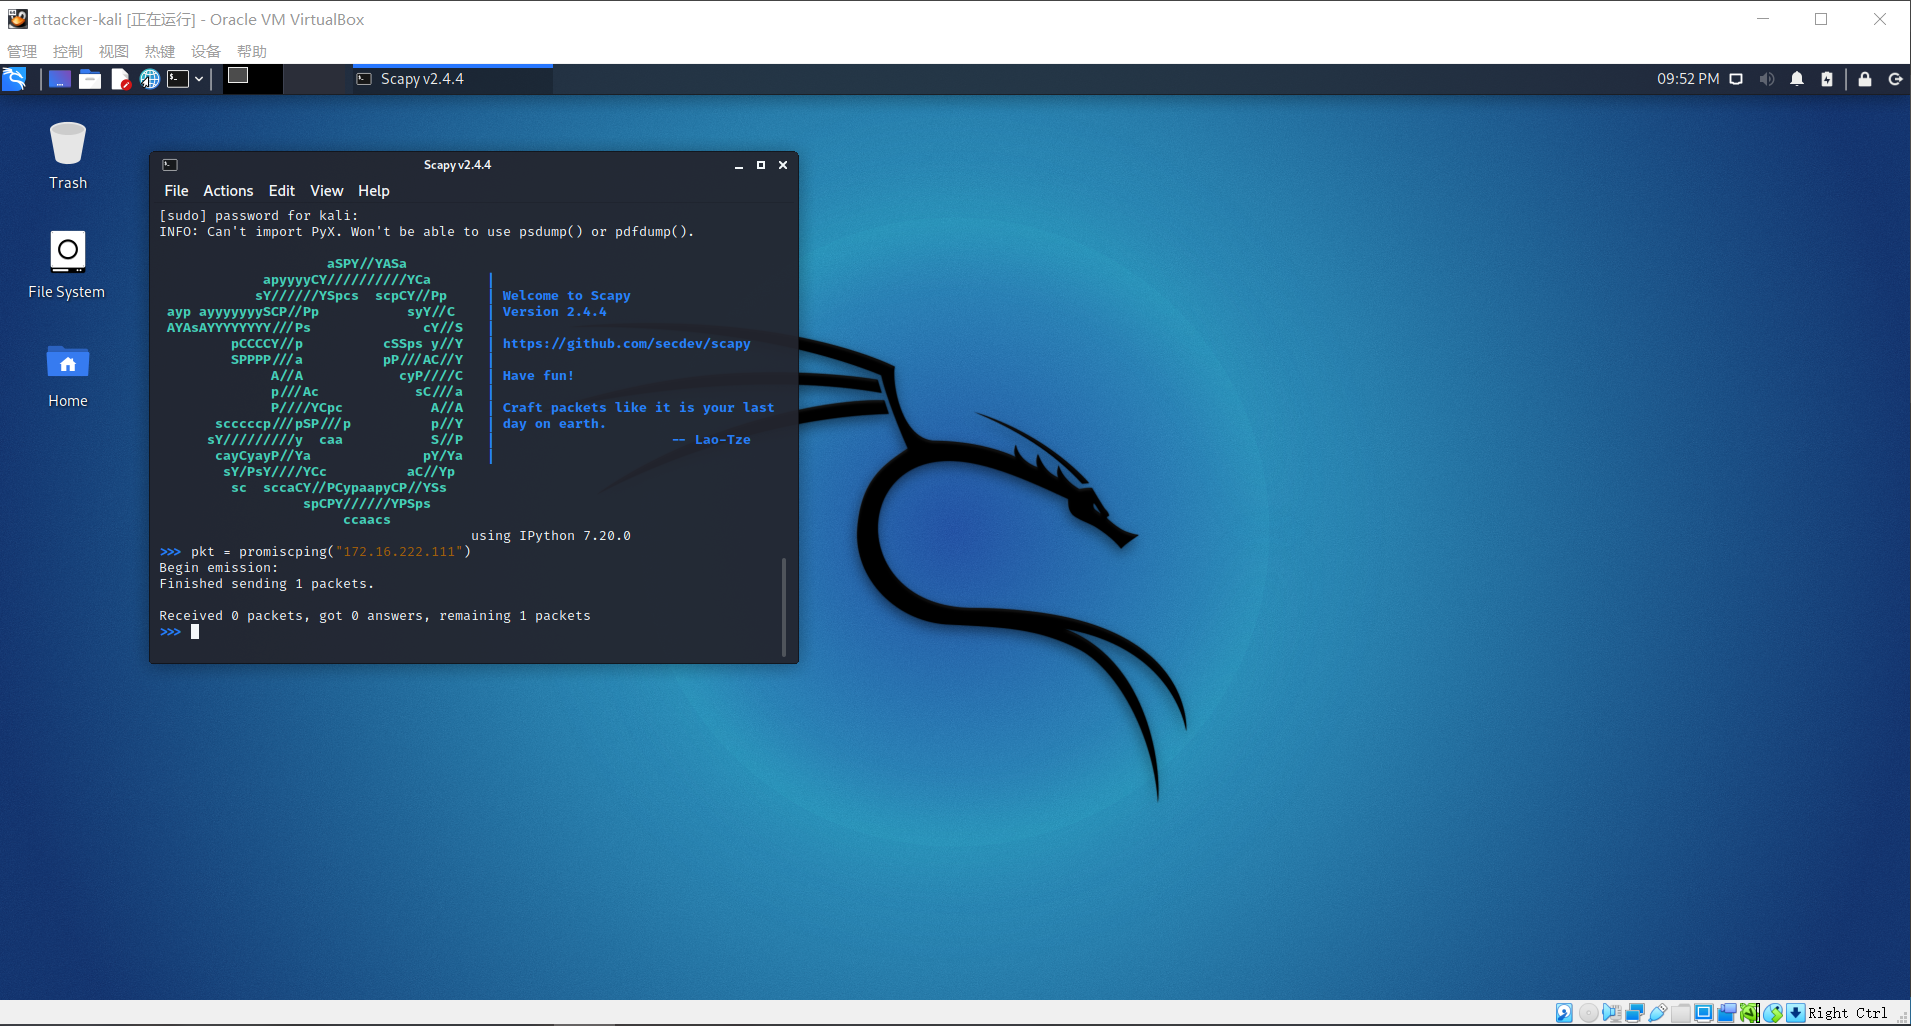 attacker-kali [正在运行] - Oracle VM VirtualBox
管理 控制 视图 热键 设备 帮助
Scapy v2.4.4
09:52 PM
Trash
File System
Home
Scapy v2.4.4
File Actions Edit View Help
[sudo] password for kali:
INFO: Can't import PyX. Won't be able to use psdump() or pdfdump().
                     aSPY//YASa
             apyyyyCY//////////YCa       |
            sY//////YSpcs  scpCY//Pp     | Welcome to Scapy
 ayp ayyyyyyySCP//Pp           syY//C    | Version 2.4.4
 AYAsAYYYYYYYY///Ps              cY//S   |
         pCCCCY//p          cSSps y//Y   | https://github.com/secdev/scapy
         SPPPP///a          pP///AC//Y   |
              A//A            cyP////C   | Have fun!
              p///Ac            sC///a   |
              P////YCpc           A//A   | Craft packets like it is your last
       scccccp///pSP///p          p//Y   | day on earth.
      sY/////////y  caa           S//P   |                      -- Lao-Tze
       cayCyayP//Ya              pY/Ya   |
        sY/PsY////YCc          aC//Yp
         sc  sccaCY//PCypaapyCP//YSs
                  spCPY//////YPSps
                       ccaacs
                                       using IPython 7.20.0
>>> pkt = promiscping("172.16.222.111")
Begin emission:
Finished sending 1 packets.
Received 0 packets, got 0 answers, remaining 1 packets
>>>
Right Ctrl